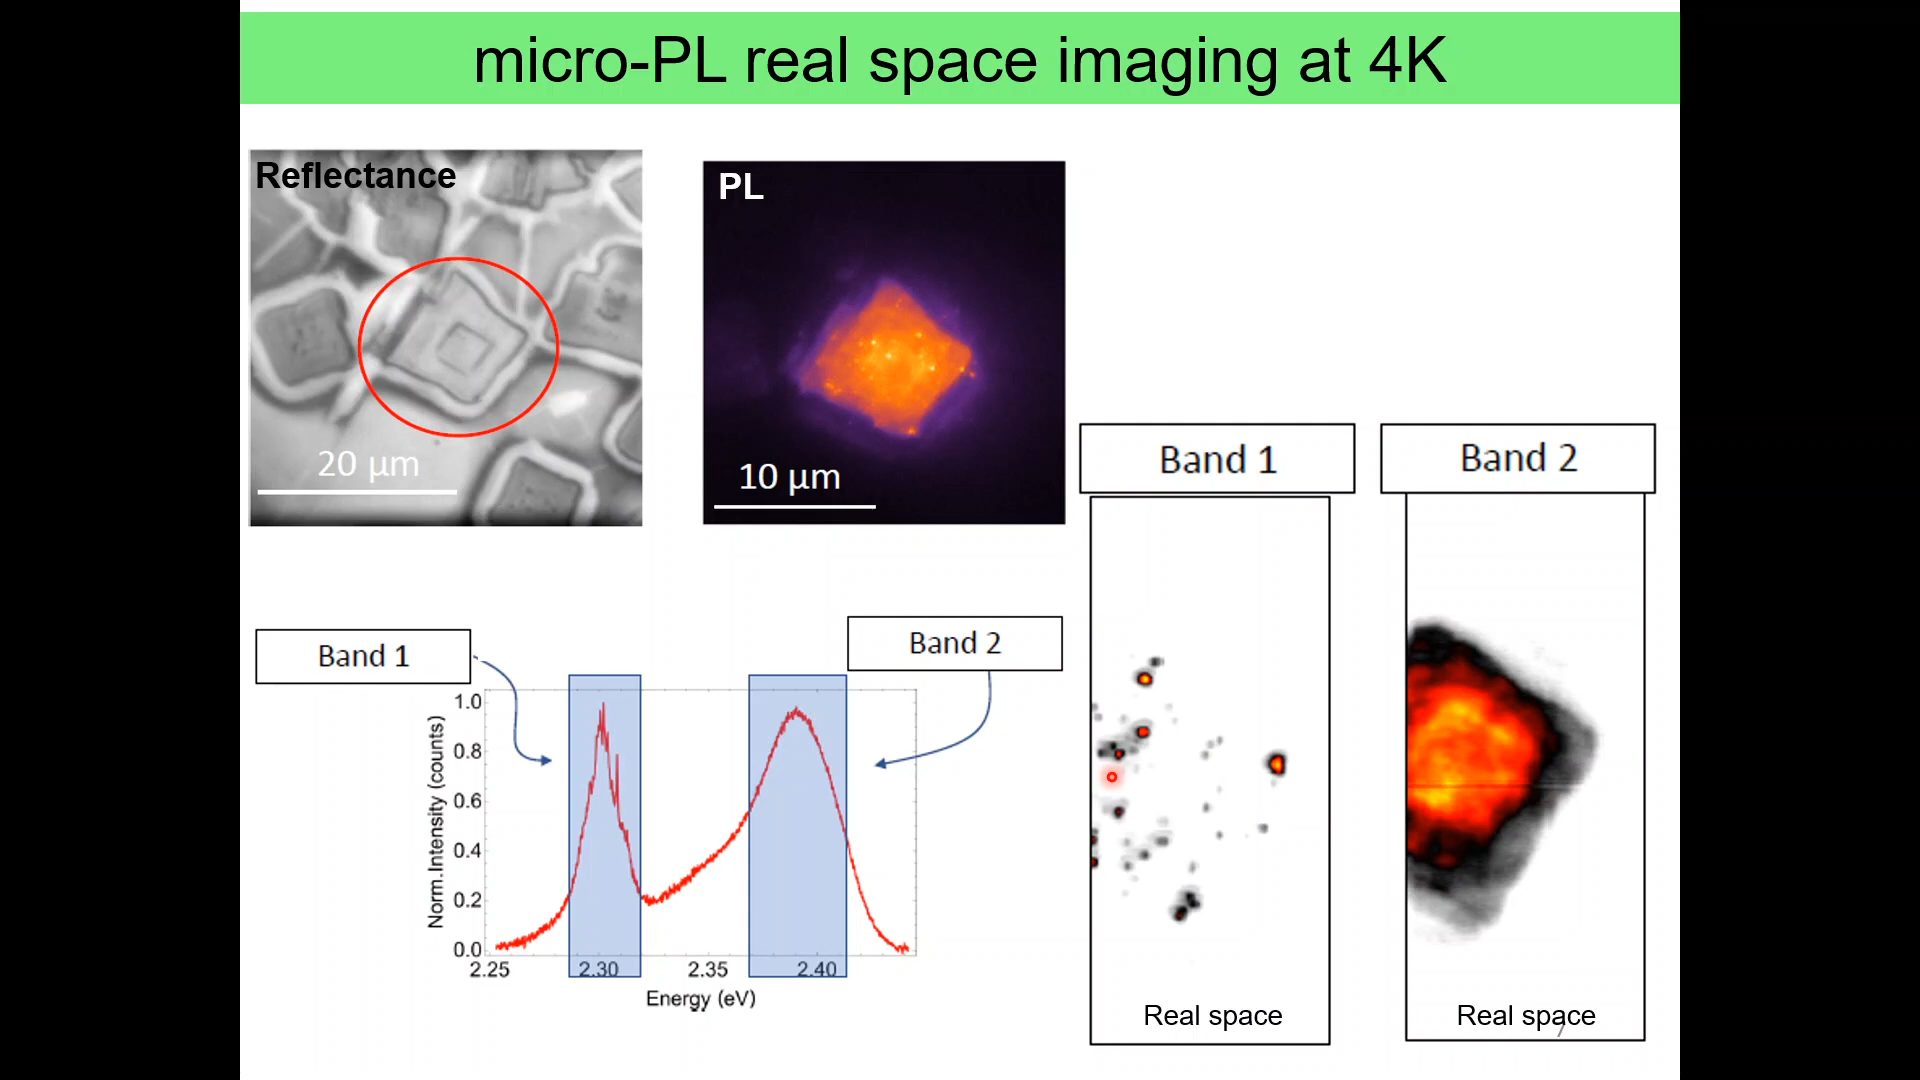 micro-PL real space imaging at 4K
Reflectance
20 µm
PL
10 µm
Band 1
Band 2
Band 1
Band 2
1.0
0.8
0.6
0.4
0.2
0.0
Norm.Intensity (counts)
2.25 2.30 2.35 2.40
Energy (eV)
Real space
Real space
7